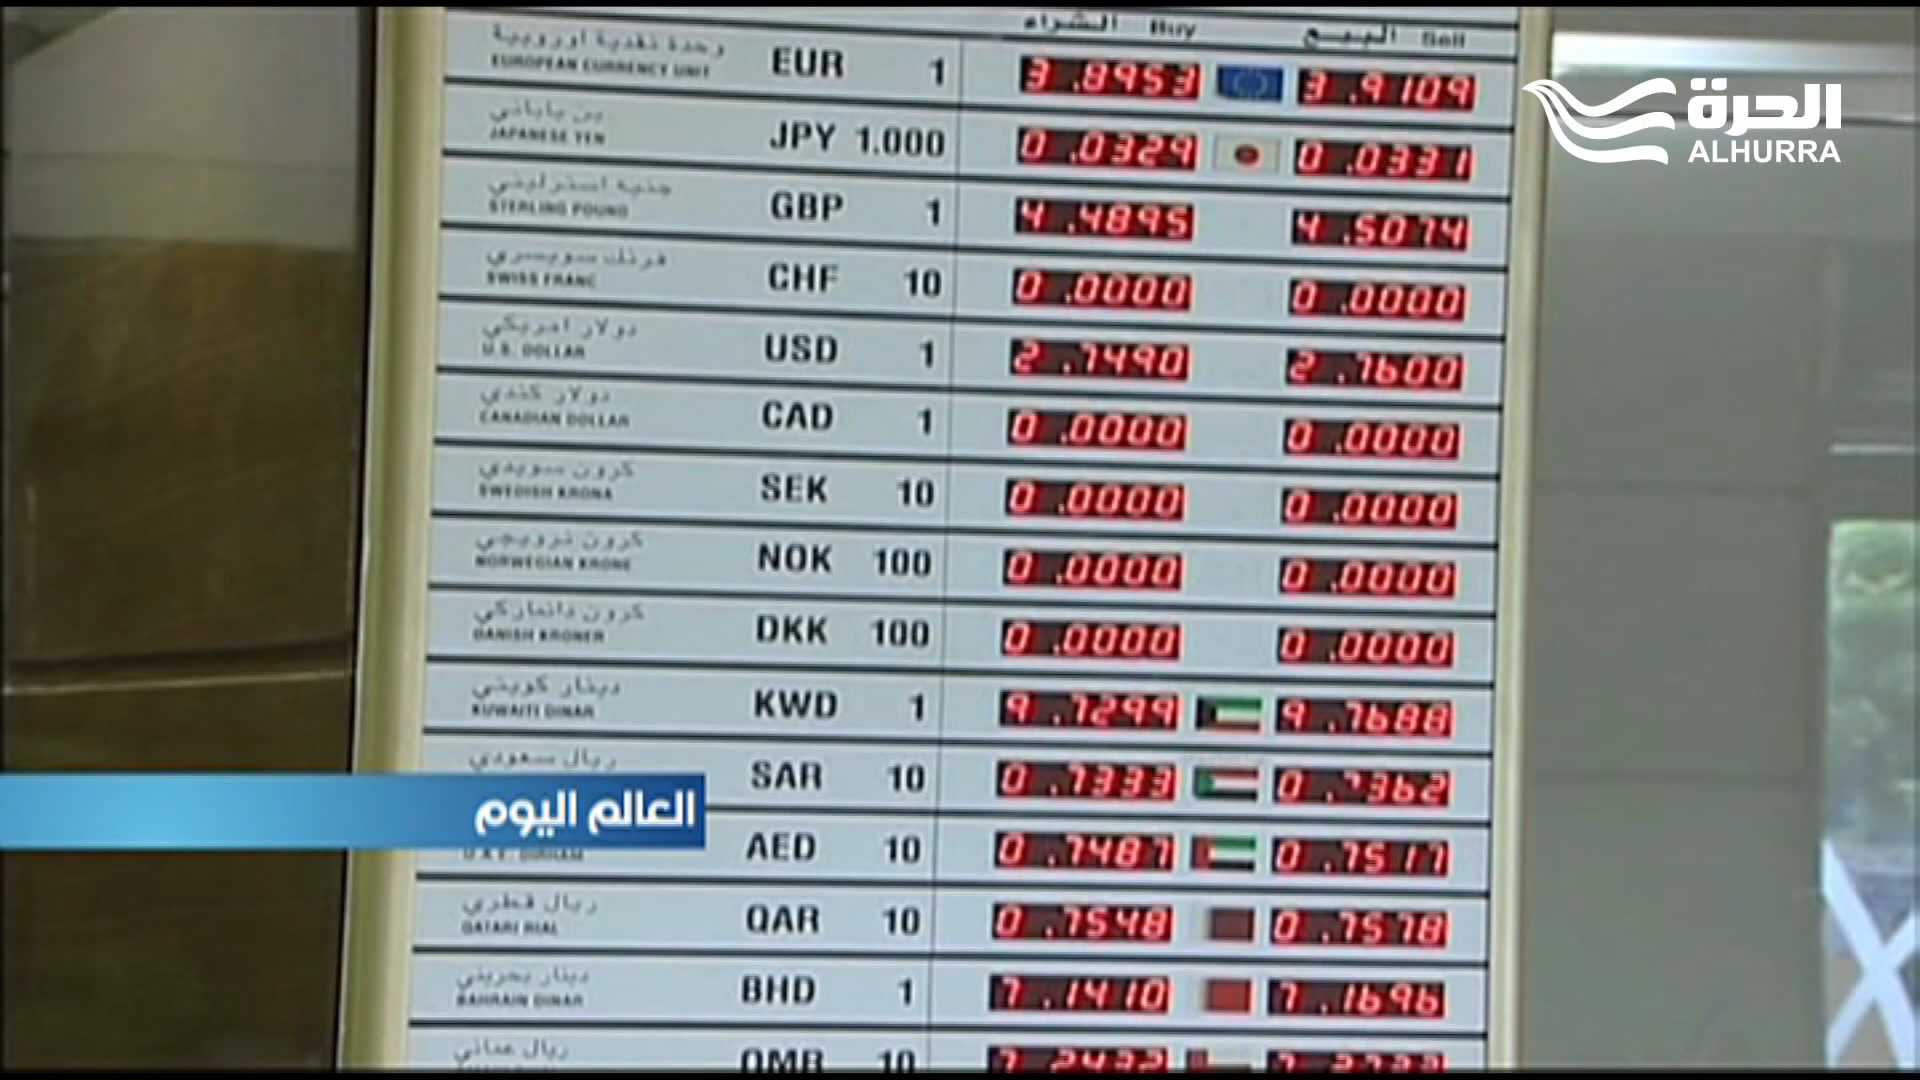 الشراء Buy البيع Sell
وحدة نقدية اوروبية
EUROPEAN CURRENCY UNIT EUR 1 3.8953 3.9109
ين ياباني
JAPANESE YEN JPY 1.000 0.0329 0.0331
جنيه استرليني
STERLING POUND GBP 1 4.4895 4.5074
فرنك سويسري
SWISS FRANC CHF 10 0.0000 0.0000
دولار امريكي
U.S. DOLLAR USD 1 2.7490 2.7600
دولار كندي
CANADIAN DOLLAR CAD 1 0.0000 0.0000
كرون سويدي
SWEDISH KRONA SEK 10 0.0000 0.0000
كرون نرويجي
NORWEGIAN KRONE NOK 100 0.0000 0.0000
كرون دانماركي
DANISH KRONER DKK 100 0.0000 0.0000
دينار كويتي
KUWAITI DINAR KWD 1 9.7299 9.7688
ريال سعودي
SAR 10 0.7333 0.7362
U.A.E. DIRHAM AED 10 0.7487 0.7517
ريال قطري
QATARI RIAL QAR 10 0.7548 0.7578
دينار بحريني
BAHRAIN DINAR BHD 1 7.1410 7.1696
ريال عماني
OMR 10
الحرة
ALHURRA
العالم اليوم